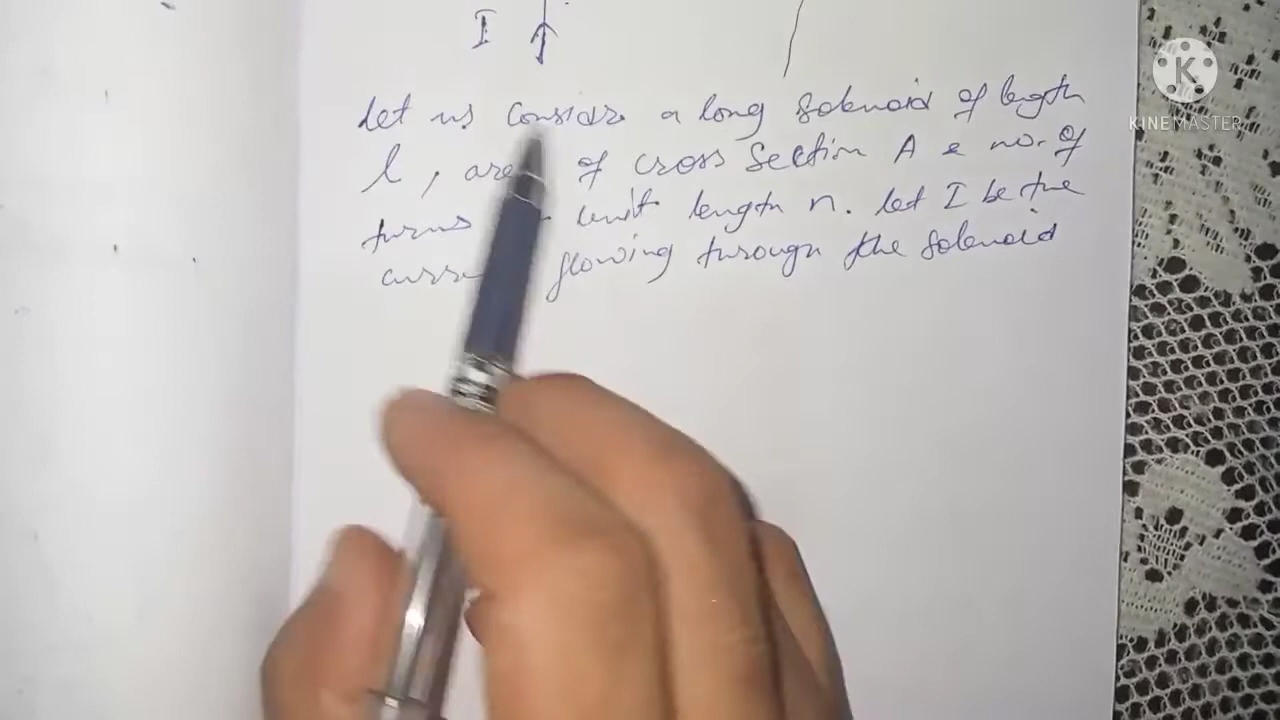 I
let us consider a long solenoid of length
l, area of cross section A & no. of
turns unit length n. let I be the
flowing through the solenoid
KINEMASTER